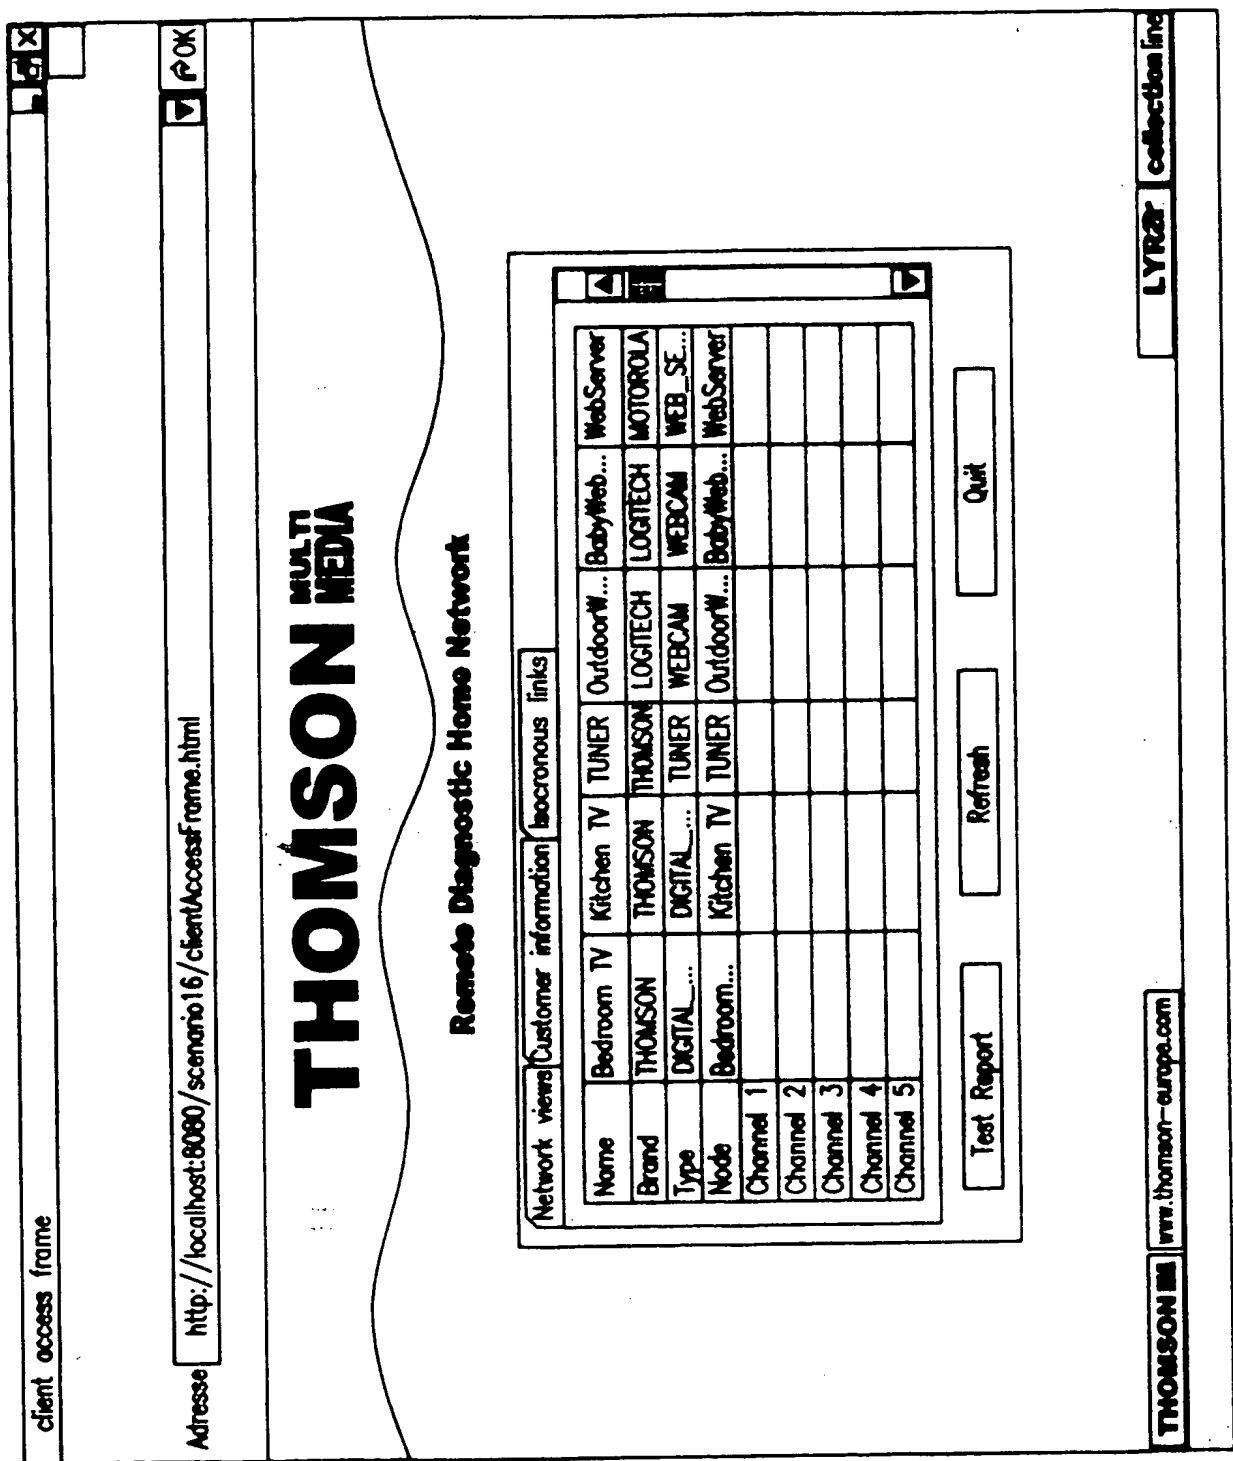 client access frame
Adresse http://localhost:8080/scenario16/clientAccessFrame.html OK
THOMSON MULTI MEDIA
Remote Diagnostic Home Network
Network views Customer information Isocronous links
Name Bedroom TV Kitchen TV TUNER OutdoorW... BabyWeb... WebServer
Brand THOMSON THOMSON THOMSON LOGITECH LOGITECH MOTOROLA
Type DIGITAL_... DIGITAL_... TUNER WEBCAM WEBCAM WEB_SE...
Node Bedroom... Kitchen TV TUNER OutdoorW... BabyWeb... WebServer
Channel 1
Channel 2
Channel 3
Channel 4
Channel 5
Test Report Refresh Quit
THOMSON www.thomson-europe.com LYRA collection line